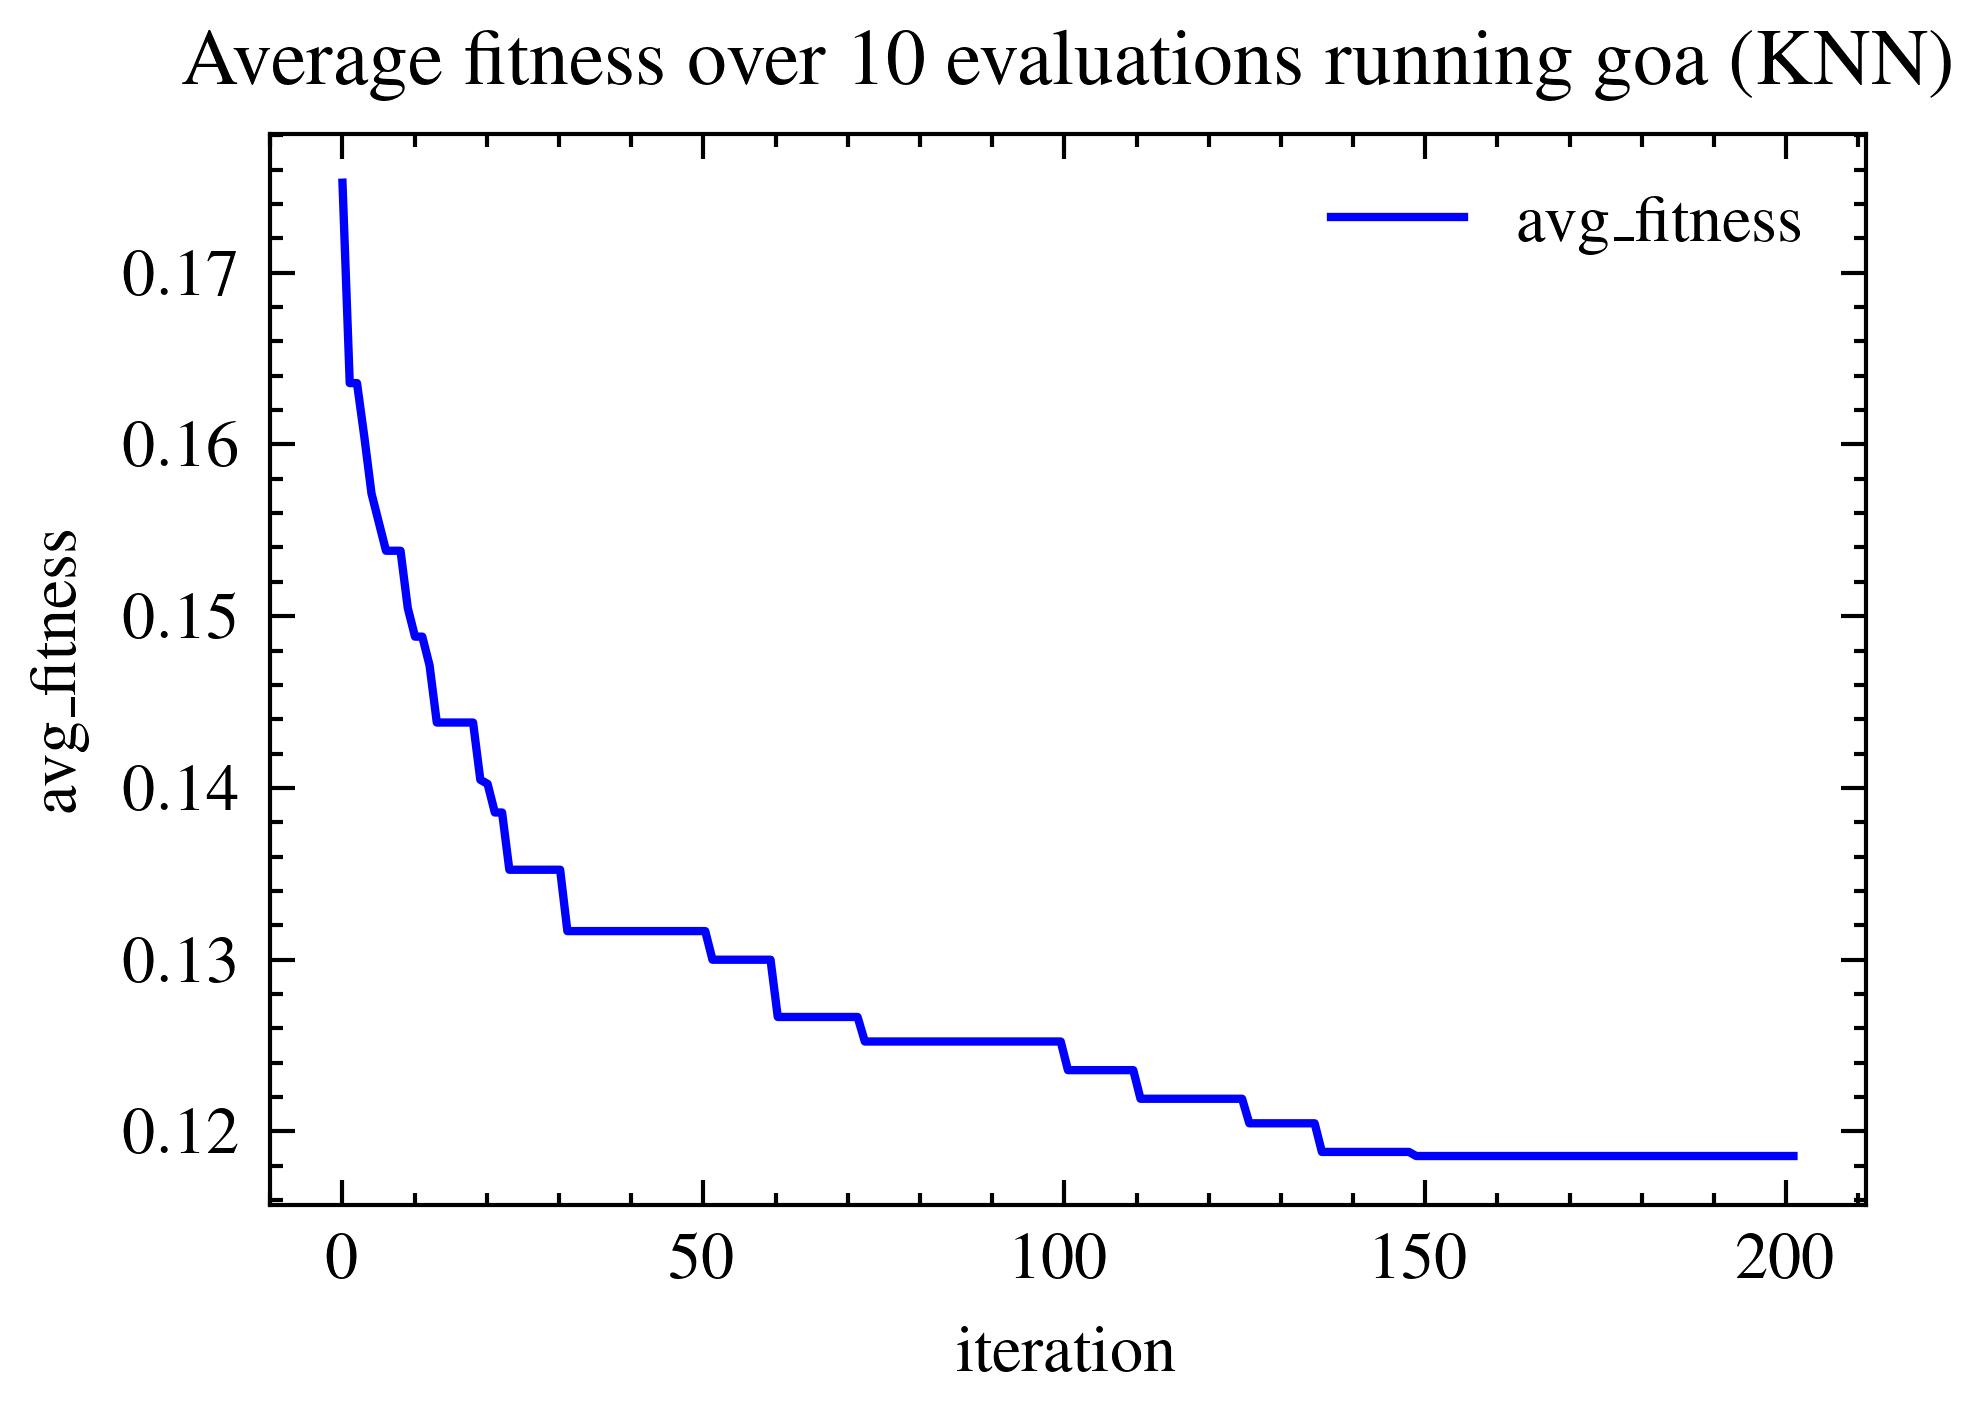 Average fitness over 10 evaluations running goa (KNN)
avg_fitness
0.17
0.16
0.15
0.14
0.13
0.12
avg_fitness
0 50 100 150 200
iteration